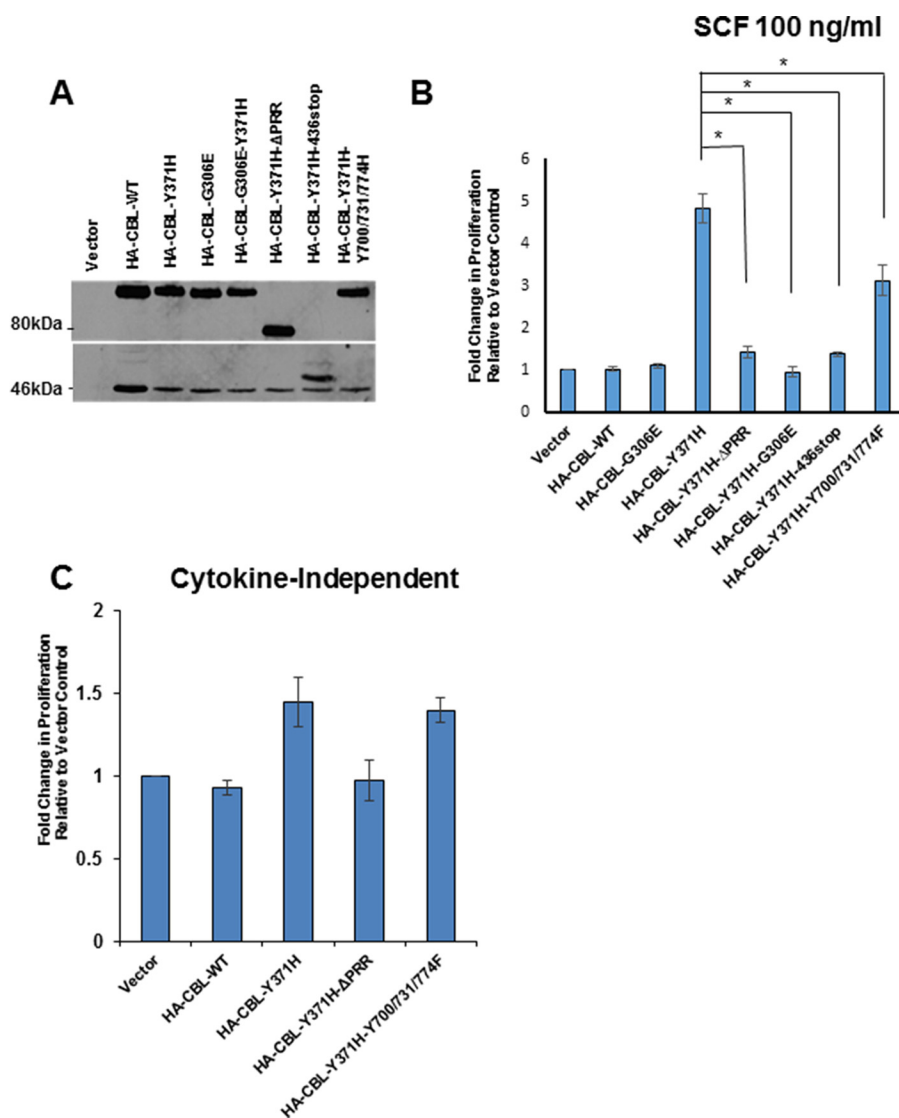 A
Vector
HA-CBL-WT
HA-CBL-Y371H
HA-CBL-G306E
HA-CBL-G306E-Y371H
HA-CBL-Y371H-ΔPRR
HA-CBL-Y371H-436stop
HA-CBL-Y371H-
Y700/731/774H
80kDa
46kDa
SCF 100 ng/ml
B
*
*
*
*
Fold Change in Proliferation
Relative to Vector Control
6
5
4
3
2
1
0
Vector
HA-CBL-WT
HA-CBL-G306E
HA-CBL-Y371H
HA-CBL-Y371H-ΔPRR
HA-CBL-Y371H-G306E
HA-CBL-Y371H-436stop
HA-CBL-Y371H-Y700/731/774F
C
Cytokine-Independent
Fold Change in Proliferation
Relative to Vector Control
2
1.5
1
0.5
0
Vector
HA-CBL-WT
HA-CBL-Y371H
HA-CBL-Y371H-ΔPRR
HA-CBL-Y371H-Y700/731/774F